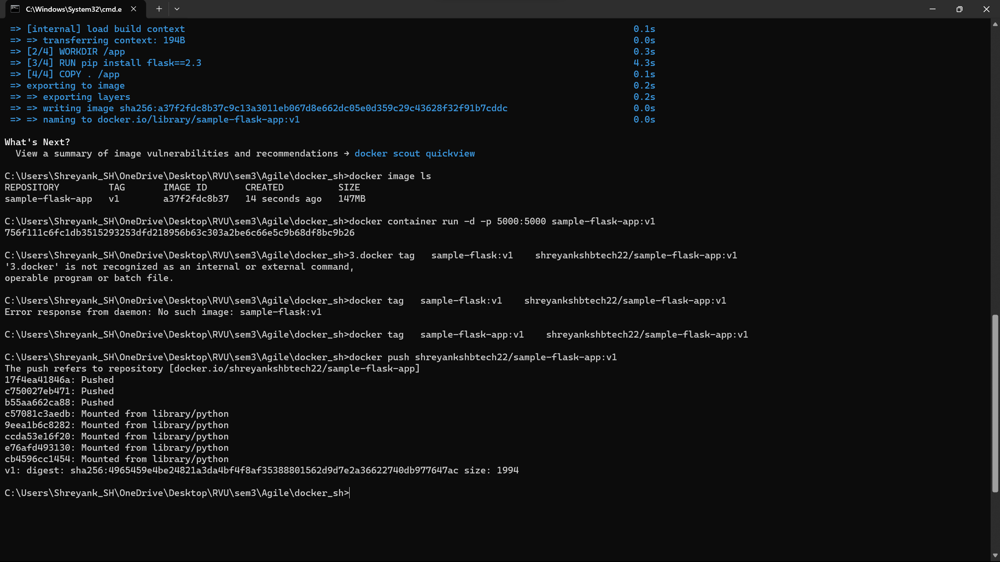 C:\Windows\System32\cmd.e
=> [internal] load build context 0.1s
=> => transferring context: 194B 0.0s
=> [2/4] WORKDIR /app 0.3s
=> [3/4] RUN pip install flask==2.3 4.3s
=> [4/4] COPY . /app 0.1s
=> exporting to image 0.2s
=> => exporting layers 0.2s
=> => writing image sha256:a37f2fdc8b37c9c13a3011eb067d8e662dc05e0d359c29c43628f32f91b7cddc 0.0s
=> => naming to docker.io/library/sample-flask-app:v1 0.0s
What's Next?
View a summary of image vulnerabilities and recommendations → docker scout quickview
C:\Users\Shreyank_SH\OneDrive\Desktop\RVU\sem3\Agile\docker_sh>docker image ls
REPOSITORY TAG IMAGE ID CREATED SIZE
sample-flask-app v1 a37f2fdc8b37 14 seconds ago 147MB
C:\Users\Shreyank_SH\OneDrive\Desktop\RVU\sem3\Agile\docker_sh>docker container run -d -p 5000:5000 sample-flask-app:v1
756f111c6fc1db3515293253dfd218956b63c303a2be6c66e5c9b68df8bc9b26
C:\Users\Shreyank_SH\OneDrive\Desktop\RVU\sem3\Agile\docker_sh>3.docker tag sample-flask:v1 shreyankshbtech22/sample-flask-app:v1
'3.docker' is not recognized as an internal or external command,
operable program or batch file.
C:\Users\Shreyank_SH\OneDrive\Desktop\RVU\sem3\Agile\docker_sh>docker tag sample-flask:v1 shreyankshbtech22/sample-flask-app:v1
Error response from daemon: No such image: sample-flask:v1
C:\Users\Shreyank_SH\OneDrive\Desktop\RVU\sem3\Agile\docker_sh>docker tag sample-flask-app:v1 shreyankshbtech22/sample-flask-app:v1
C:\Users\Shreyank_SH\OneDrive\Desktop\RVU\sem3\Agile\docker_sh>docker push shreyankshbtech22/sample-flask-app:v1
The push refers to repository [docker.io/shreyankshbtech22/sample-flask-app]
17f4ea41846a: Pushed
c750027eb471: Pushed
b55aa662ca88: Pushed
c57081c3aedb: Mounted from library/python
9eea1b6c8282: Mounted from library/python
ccda53e16f20: Mounted from library/python
e76afd493130: Mounted from library/python
cb4596cc1454: Mounted from library/python
v1: digest: sha256:4965459e4be24821a3da4bf4f8af35388801562d9d7e2a36622740db977647ac size: 1994
C:\Users\Shreyank_SH\OneDrive\Desktop\RVU\sem3\Agile\docker_sh>